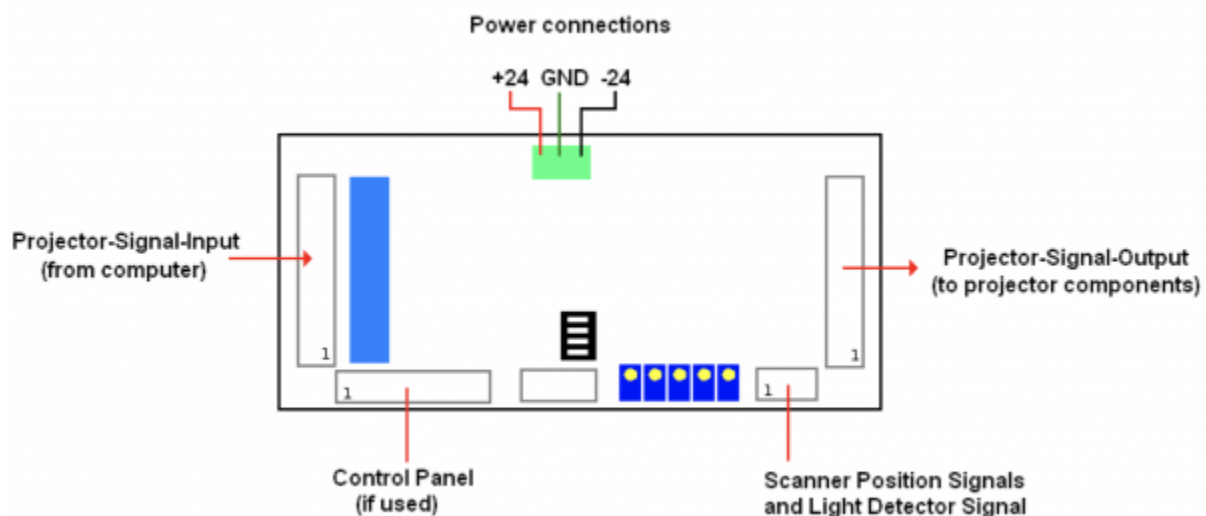 Power connections
+24 GND -24
Projector-Signal-Input
(from computer)
Projector-Signal-Output
(to projector components)
1
1
1
1
Control Panel
(if used)
Scanner Position Signals
and Light Detector Signal